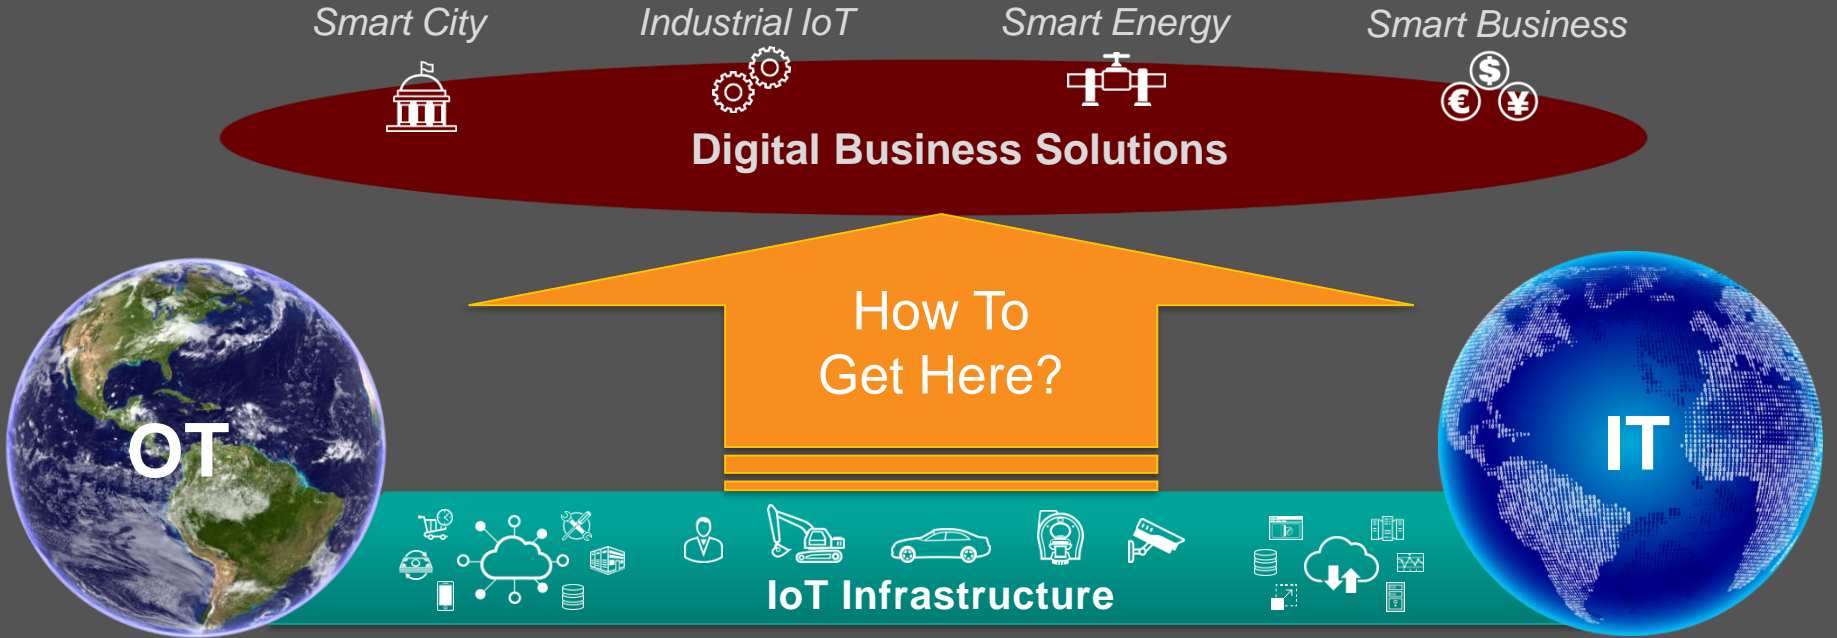 Smart City
Industrial IoT
Smart Energy
Smart Business
$
€ ¥
Digital Business Solutions
How To
Get Here?
OT
IT
IoT Infrastructure